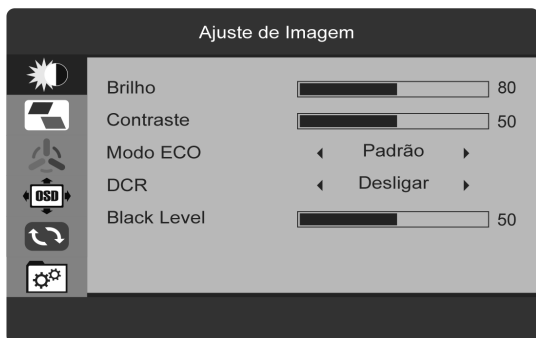 Ajuste de Imagem
Brilho 80
Contraste 50
Modo ECO Padrão
DCR Desligar
OSD
Black Level 50